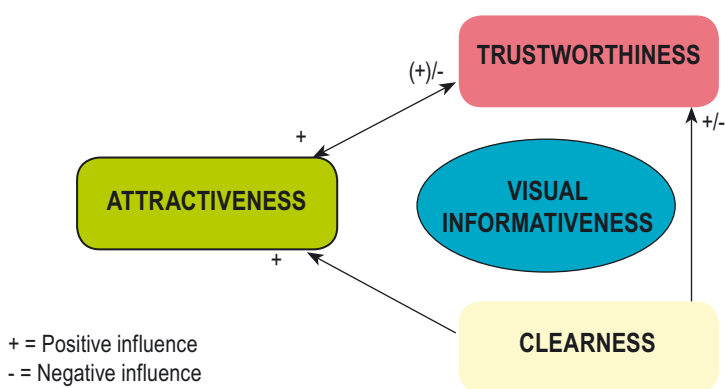 TRUSTWORTHINESS
(+)/-
+/-
+
ATTRACTIVENESS
VISUAL
INFORMATIVENESS
+
CLEARNESS
+ = Positive influence
- = Negative influence